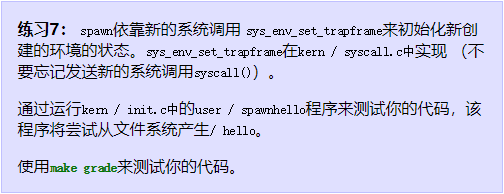 练习7： spawn依靠新的系统调用 sys_env_set_trapframe来初始化新创
建的环境的状态。sys_env_set_trapframe在kern / syscall.c中实现 （不
要忘记发送新的系统调用syscall()）。
通过运行kern / init.c中的user / spawnhello程序来测试你的代码，该
程序将尝试从文件系统产生/ hello。
使用make grade来测试你的代码。